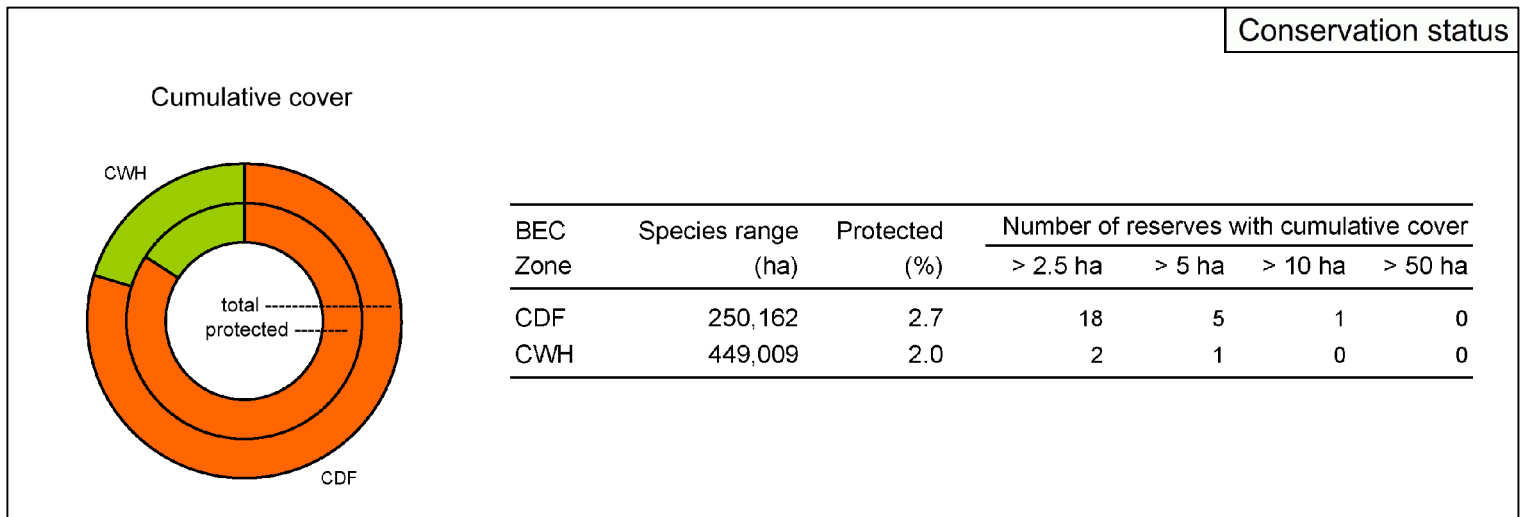 Conservation status
Cumulative cover
CWH
total
protected
CDF
BEC Species range Protected Number of reserves with cumulative cover
Zone (ha) (%) > 2.5 ha > 5 ha > 10 ha > 50 ha
CDF 250,162 2.7 18 5 1 0
CWH 449,009 2.0 2 1 0 0